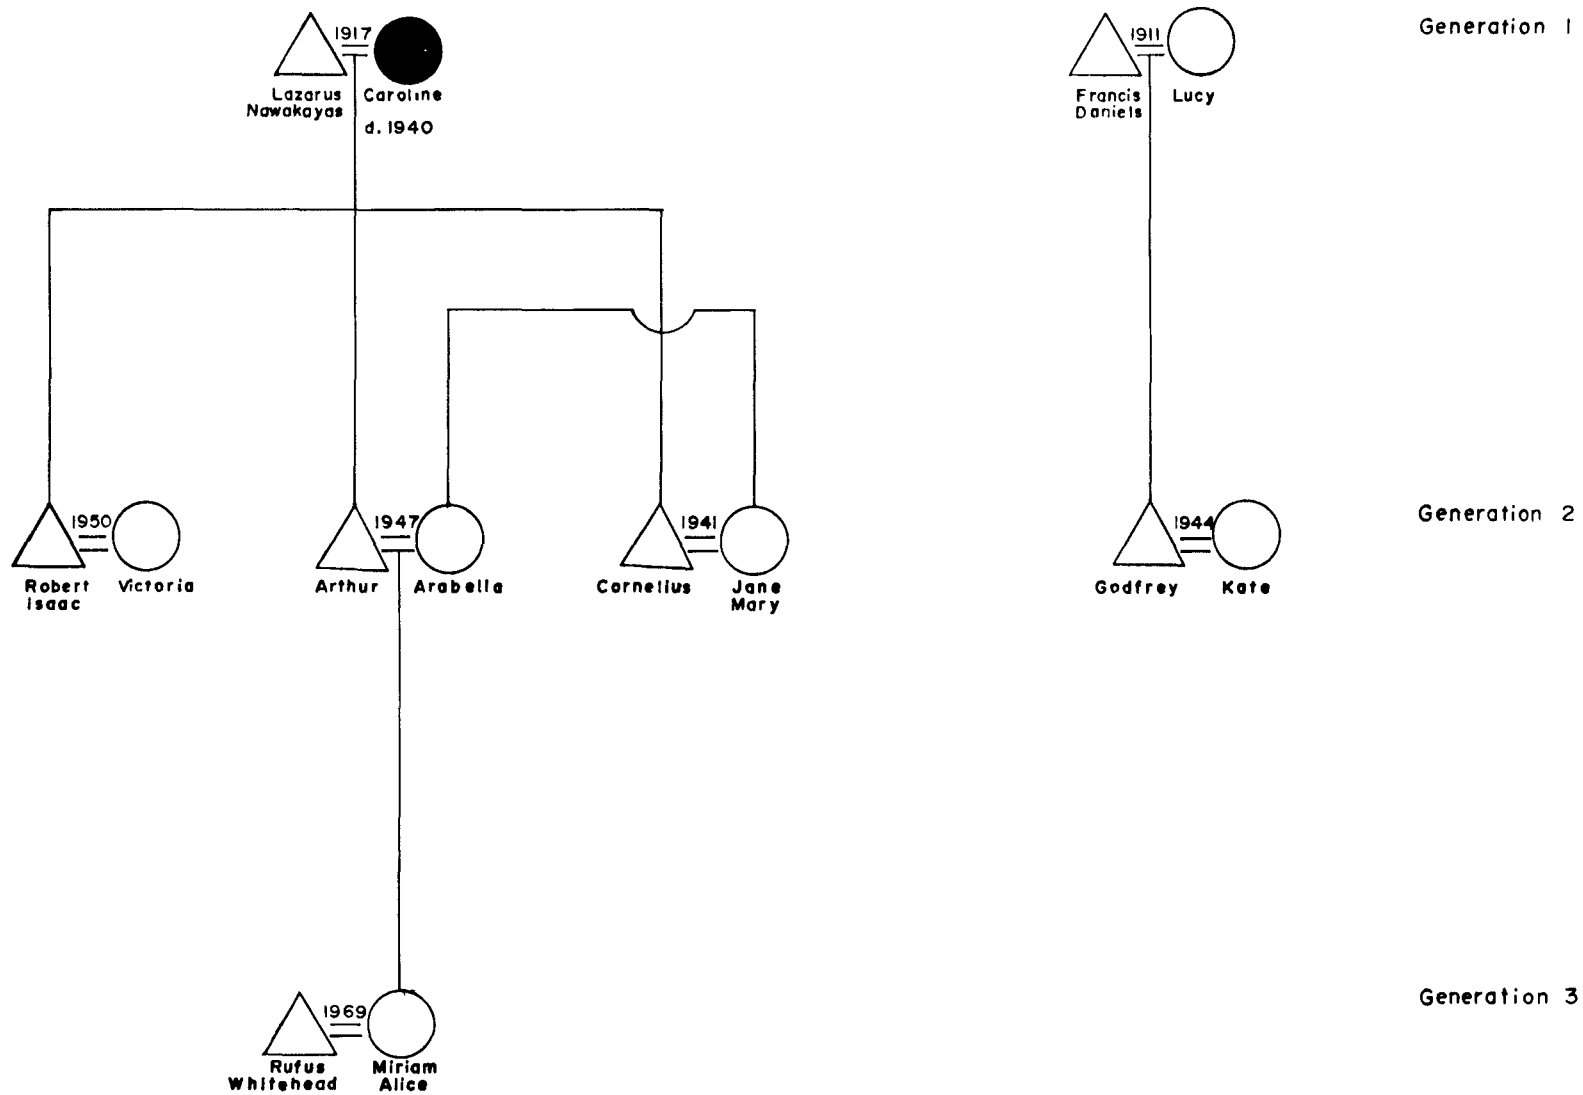 Generation 1
1917
1911
Lazarus
Nawakayas
Caroline
d. 1940
Francis
Daniels
Lucy
Generation 2
1950
1947
1941
1944
Robert
Isaac
Victoria
Arthur
Arabella
Cornelius
Jane
Mary
Godfrey
Kate
Generation 3
1969
Rufus
Whitehead
Miriam
Alice